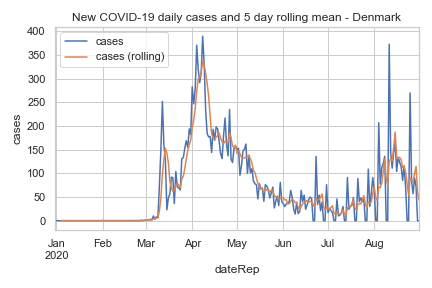 New COVID-19 daily cases and 5 day rolling mean - Denmark
cases
cases (rolling)
cases
400
350
300
250
200
150
100
50
0
Jan Feb Mar Apr May Jun Jul Aug
2020
dateRep